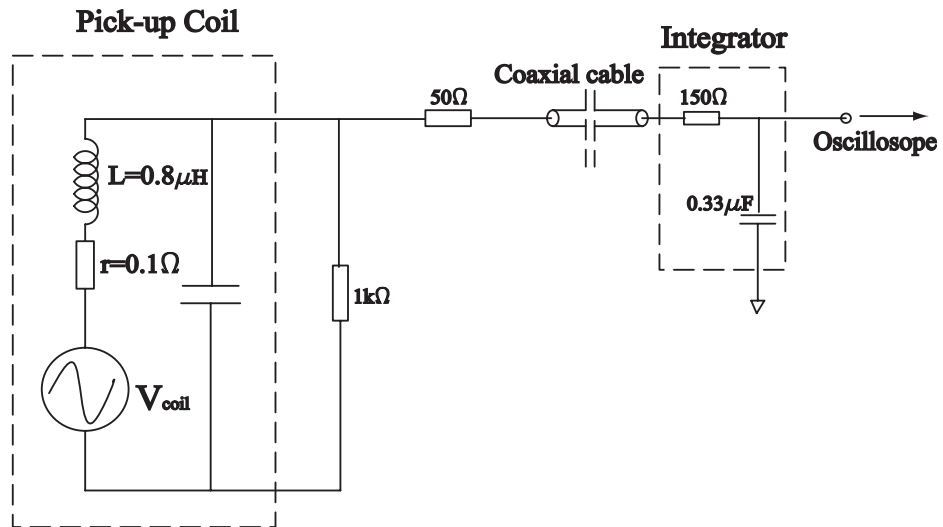 Pick-up Coil
Integrator
Coaxial cable
50Ω
150Ω
Oscillosope
L=0.8μH
0.33μF
r=0.1Ω
1kΩ
Vcoil